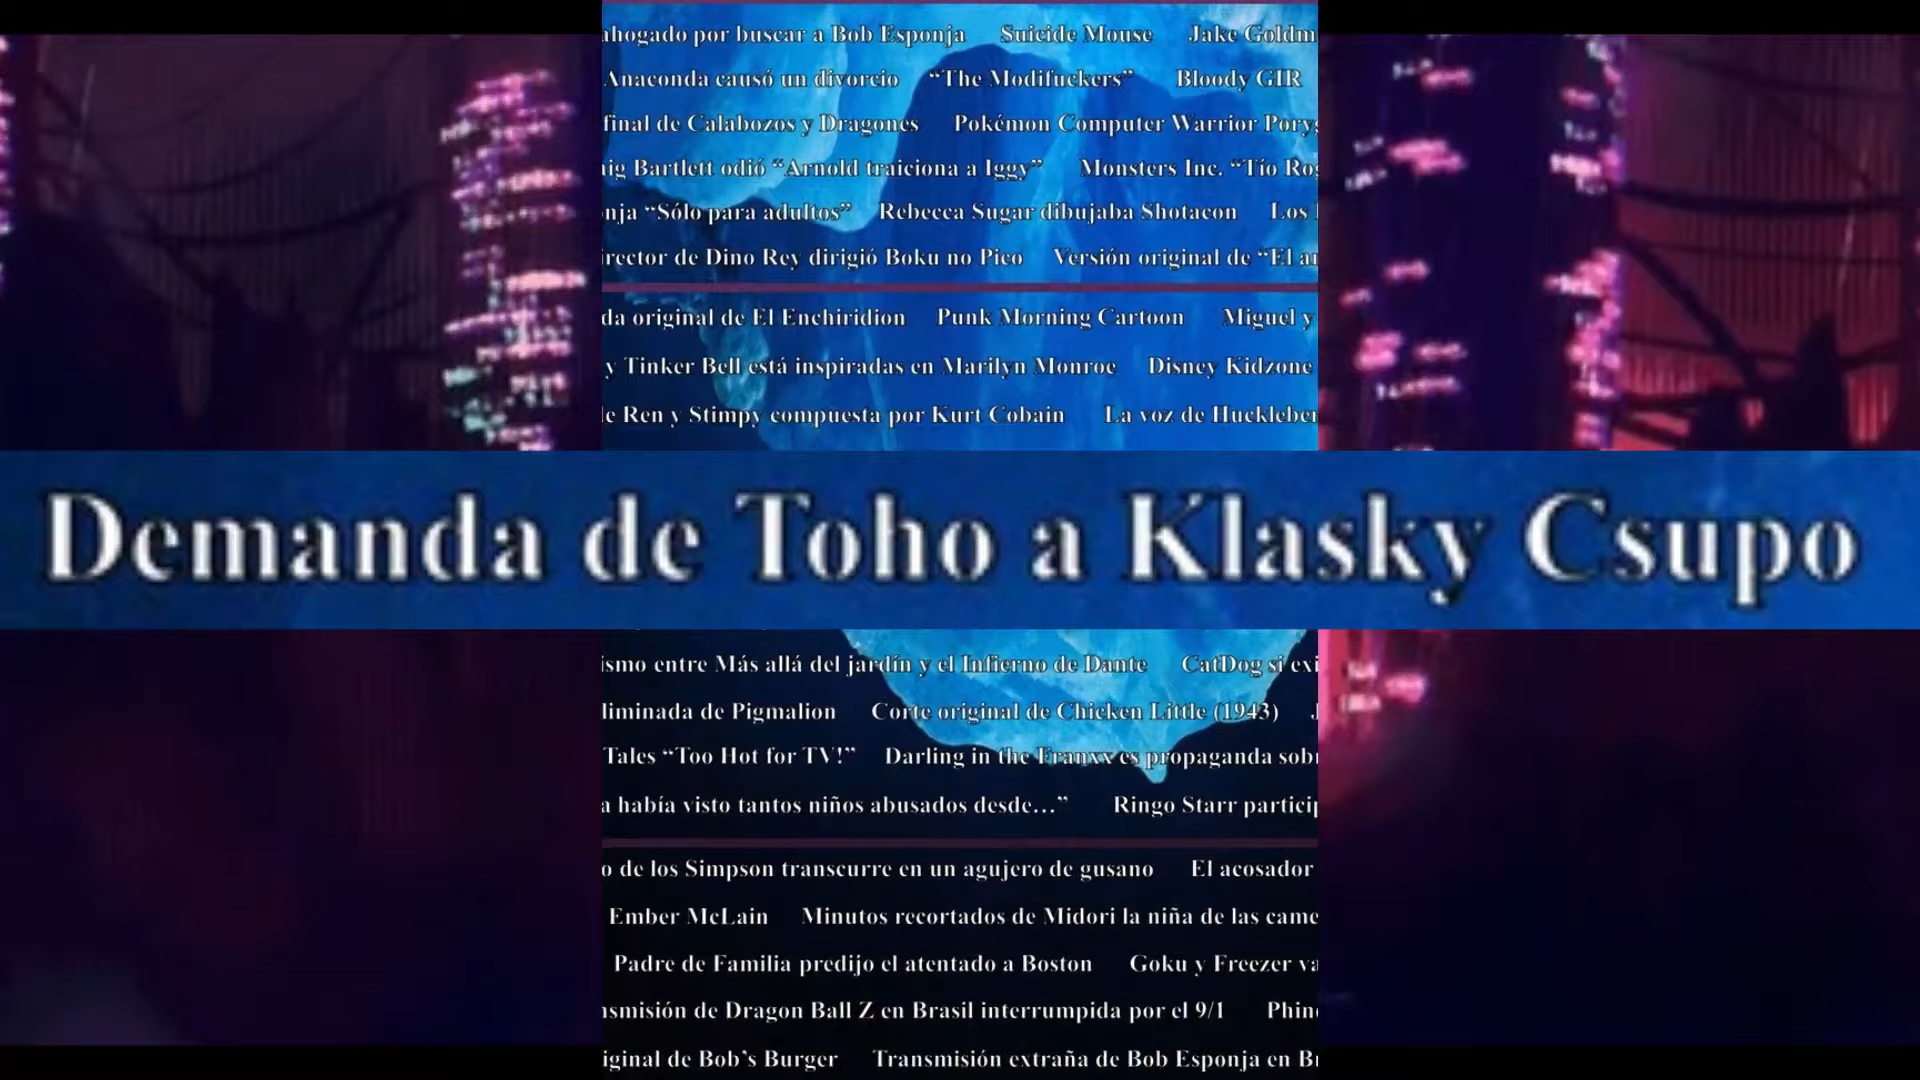 ahogado por buscar a Bob Esponja Suicide Mouse Jake Goldm
Anaconda causó un divorcio “The Modifuckers” Bloody GIR
final de Calabozos y Dragones Pokémon Computer Warrior Pory
aig Bartlett odió “Arnold traiciona a Iggy” Monsters Inc. “Tío Ro
nja “Sólo para adultos” Rebecca Sugar dibujaba Shotacon Los
irector de Dino Rey dirigió Boku no Pico Versión original de “El a
da original de El Enchiridion Punk Morning Cartoon Miguel y
y Tinker Bell está inspiradas en Marilyn Monroe Disney Kidzone
de Ren y Stimpy compuesta por Kurt Cobain La voz de Huckleber
Demanda de Toho a Klasky Csupo
ismo entre Más allá del jardín y el Infierno de Dante CatDog si exi
liminada de Pigmalion Corte original de Chicken Little (1943)
Tales “Too Hot for TV!” Darling in the Franxx es propaganda sob
a había visto tantos niños abusados desde…” Ringo Starr particip
o de los Simpson transcurre en un agujero de gusano El acosador
Ember McLain Minutos recortados de Midori la niña de las came
Padre de Familia predijo el atentado a Boston Goku y Freezer va
nsmisión de Dragon Ball Z en Brasil interrumpida por el 9/1 Phin
iginal de Bob’s Burger Transmisión extraña de Bob Esponja en B